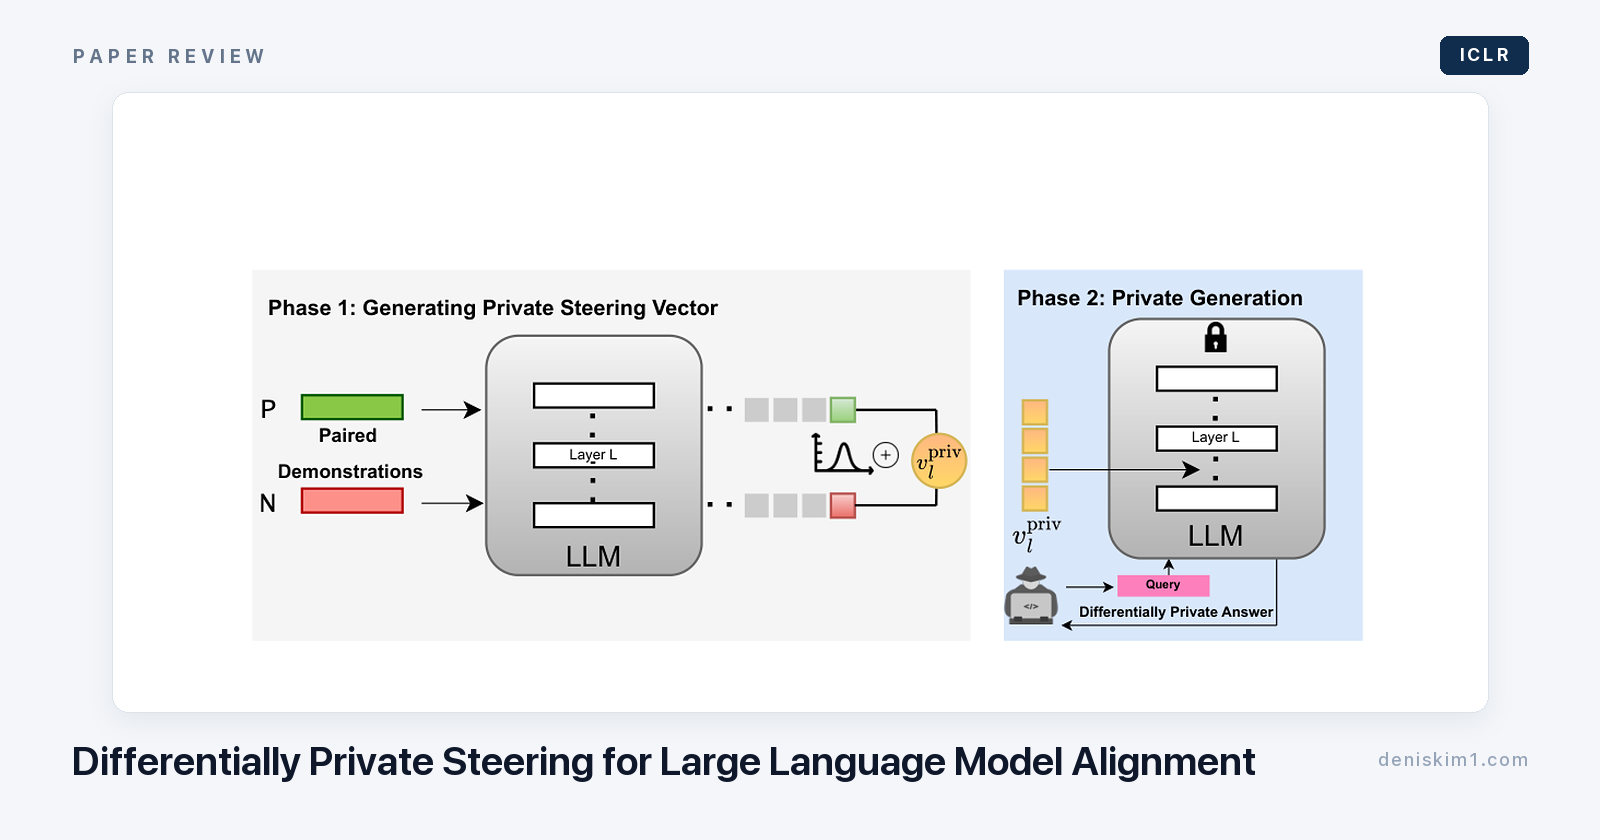 PAPER REVIEW
ICLR
Phase 1: Generating Private Steering Vector
P
Paired
Demonstrations
N
Layer L
LLM
+
v_l^priv
Phase 2: Private Generation
Layer L
LLM
v_l^priv
</>
Query
Differentially Private Answer
Differentially Private Steering for Large Language Model Alignment
deniskim1.com